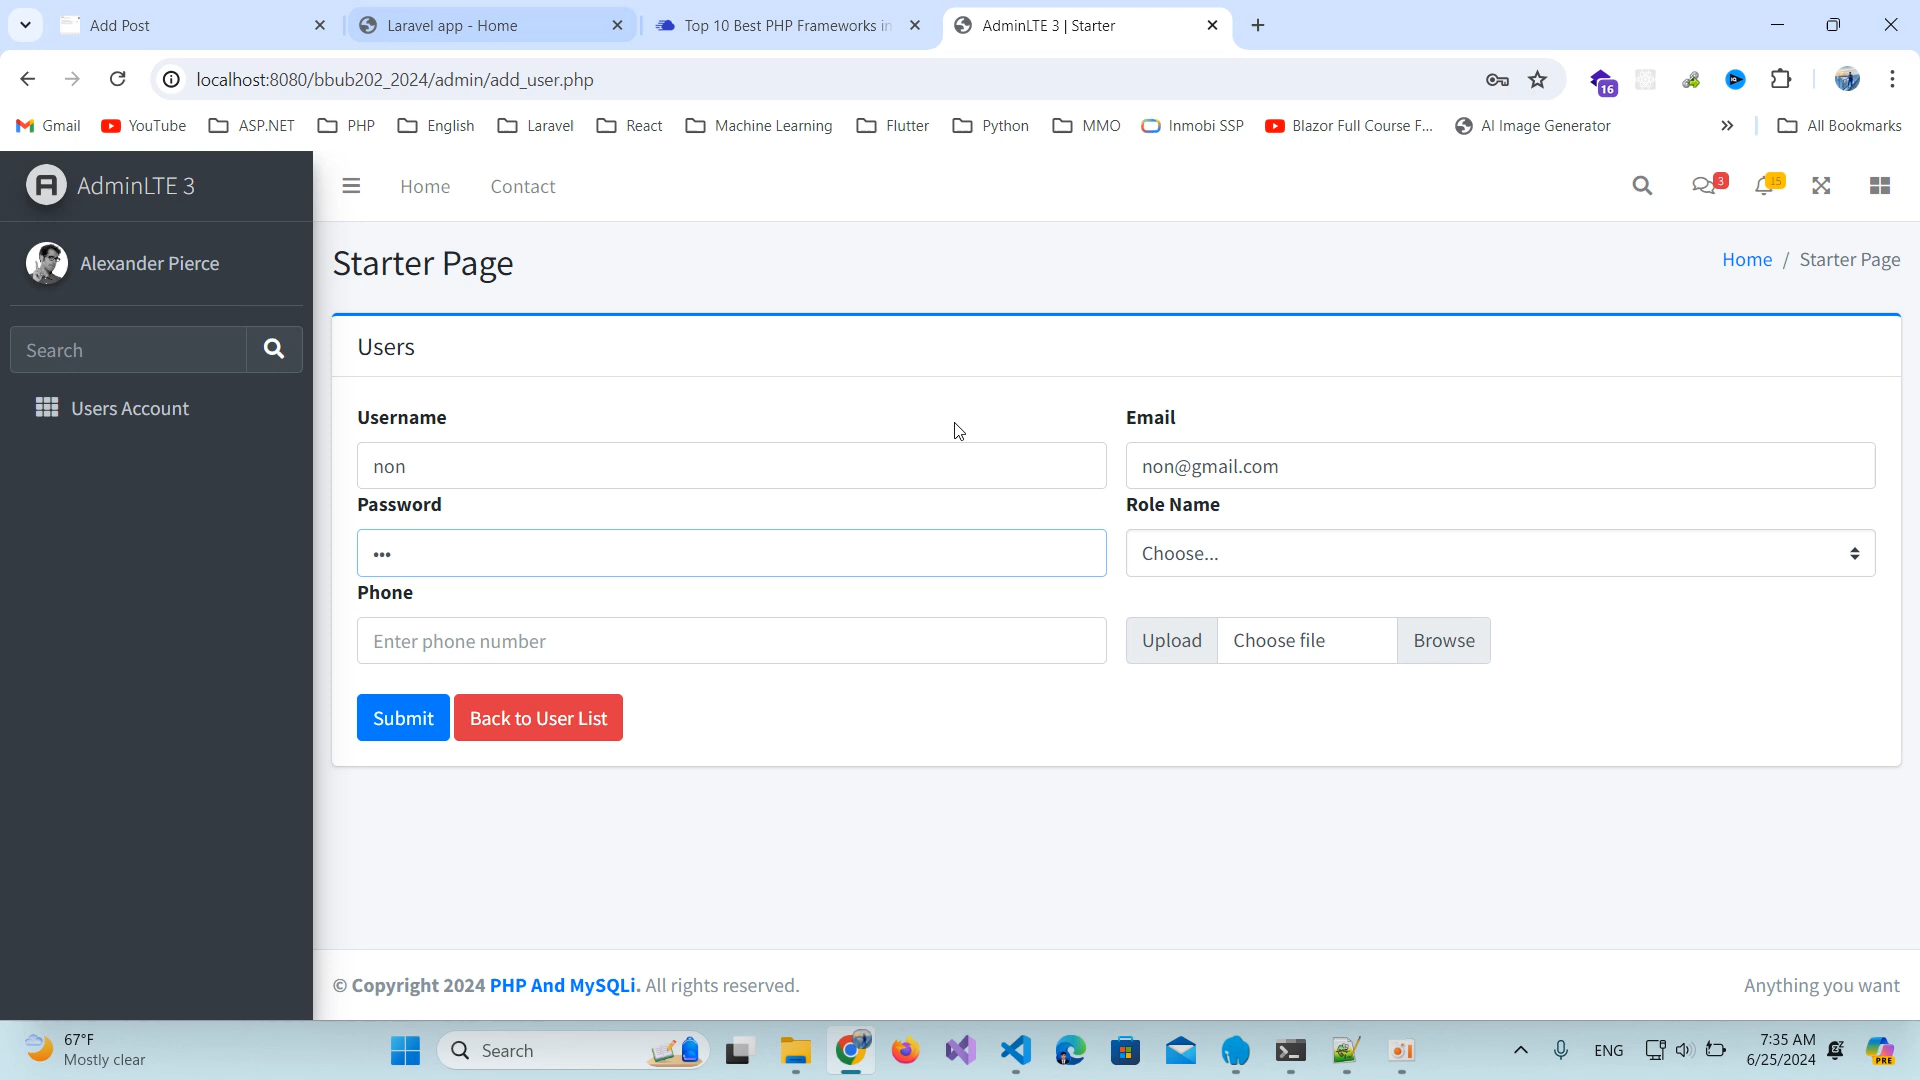 Add Post
Laravel app - Home
Top 10 Best PHP Frameworks in
AdminLTE 3 | Starter
localhost:8080/bbub202_2024/admin/add_user.php
16
Gmail
YouTube
ASP.NET
PHP
English
Laravel
React
Machine Learning
Flutter
Python
MMO
Inmobi SSP
Blazor Full Course F...
AI Image Generator
All Bookmarks
AdminLTE 3
Home
Contact
3
15
Alexander Pierce
Starter Page
Home / Starter Page
Search
Users Account
Users
Username
Email
non
non@gmail.com
Password
Role Name
•••
Choose...
Phone
Enter phone number
Upload
Choose file
Browse
Submit
Back to User List
© Copyright 2024 PHP And MySQLi. All rights reserved.
Anything you want
67°F
Mostly clear
Search
ENG
7:35 AM
6/25/2024
PRE